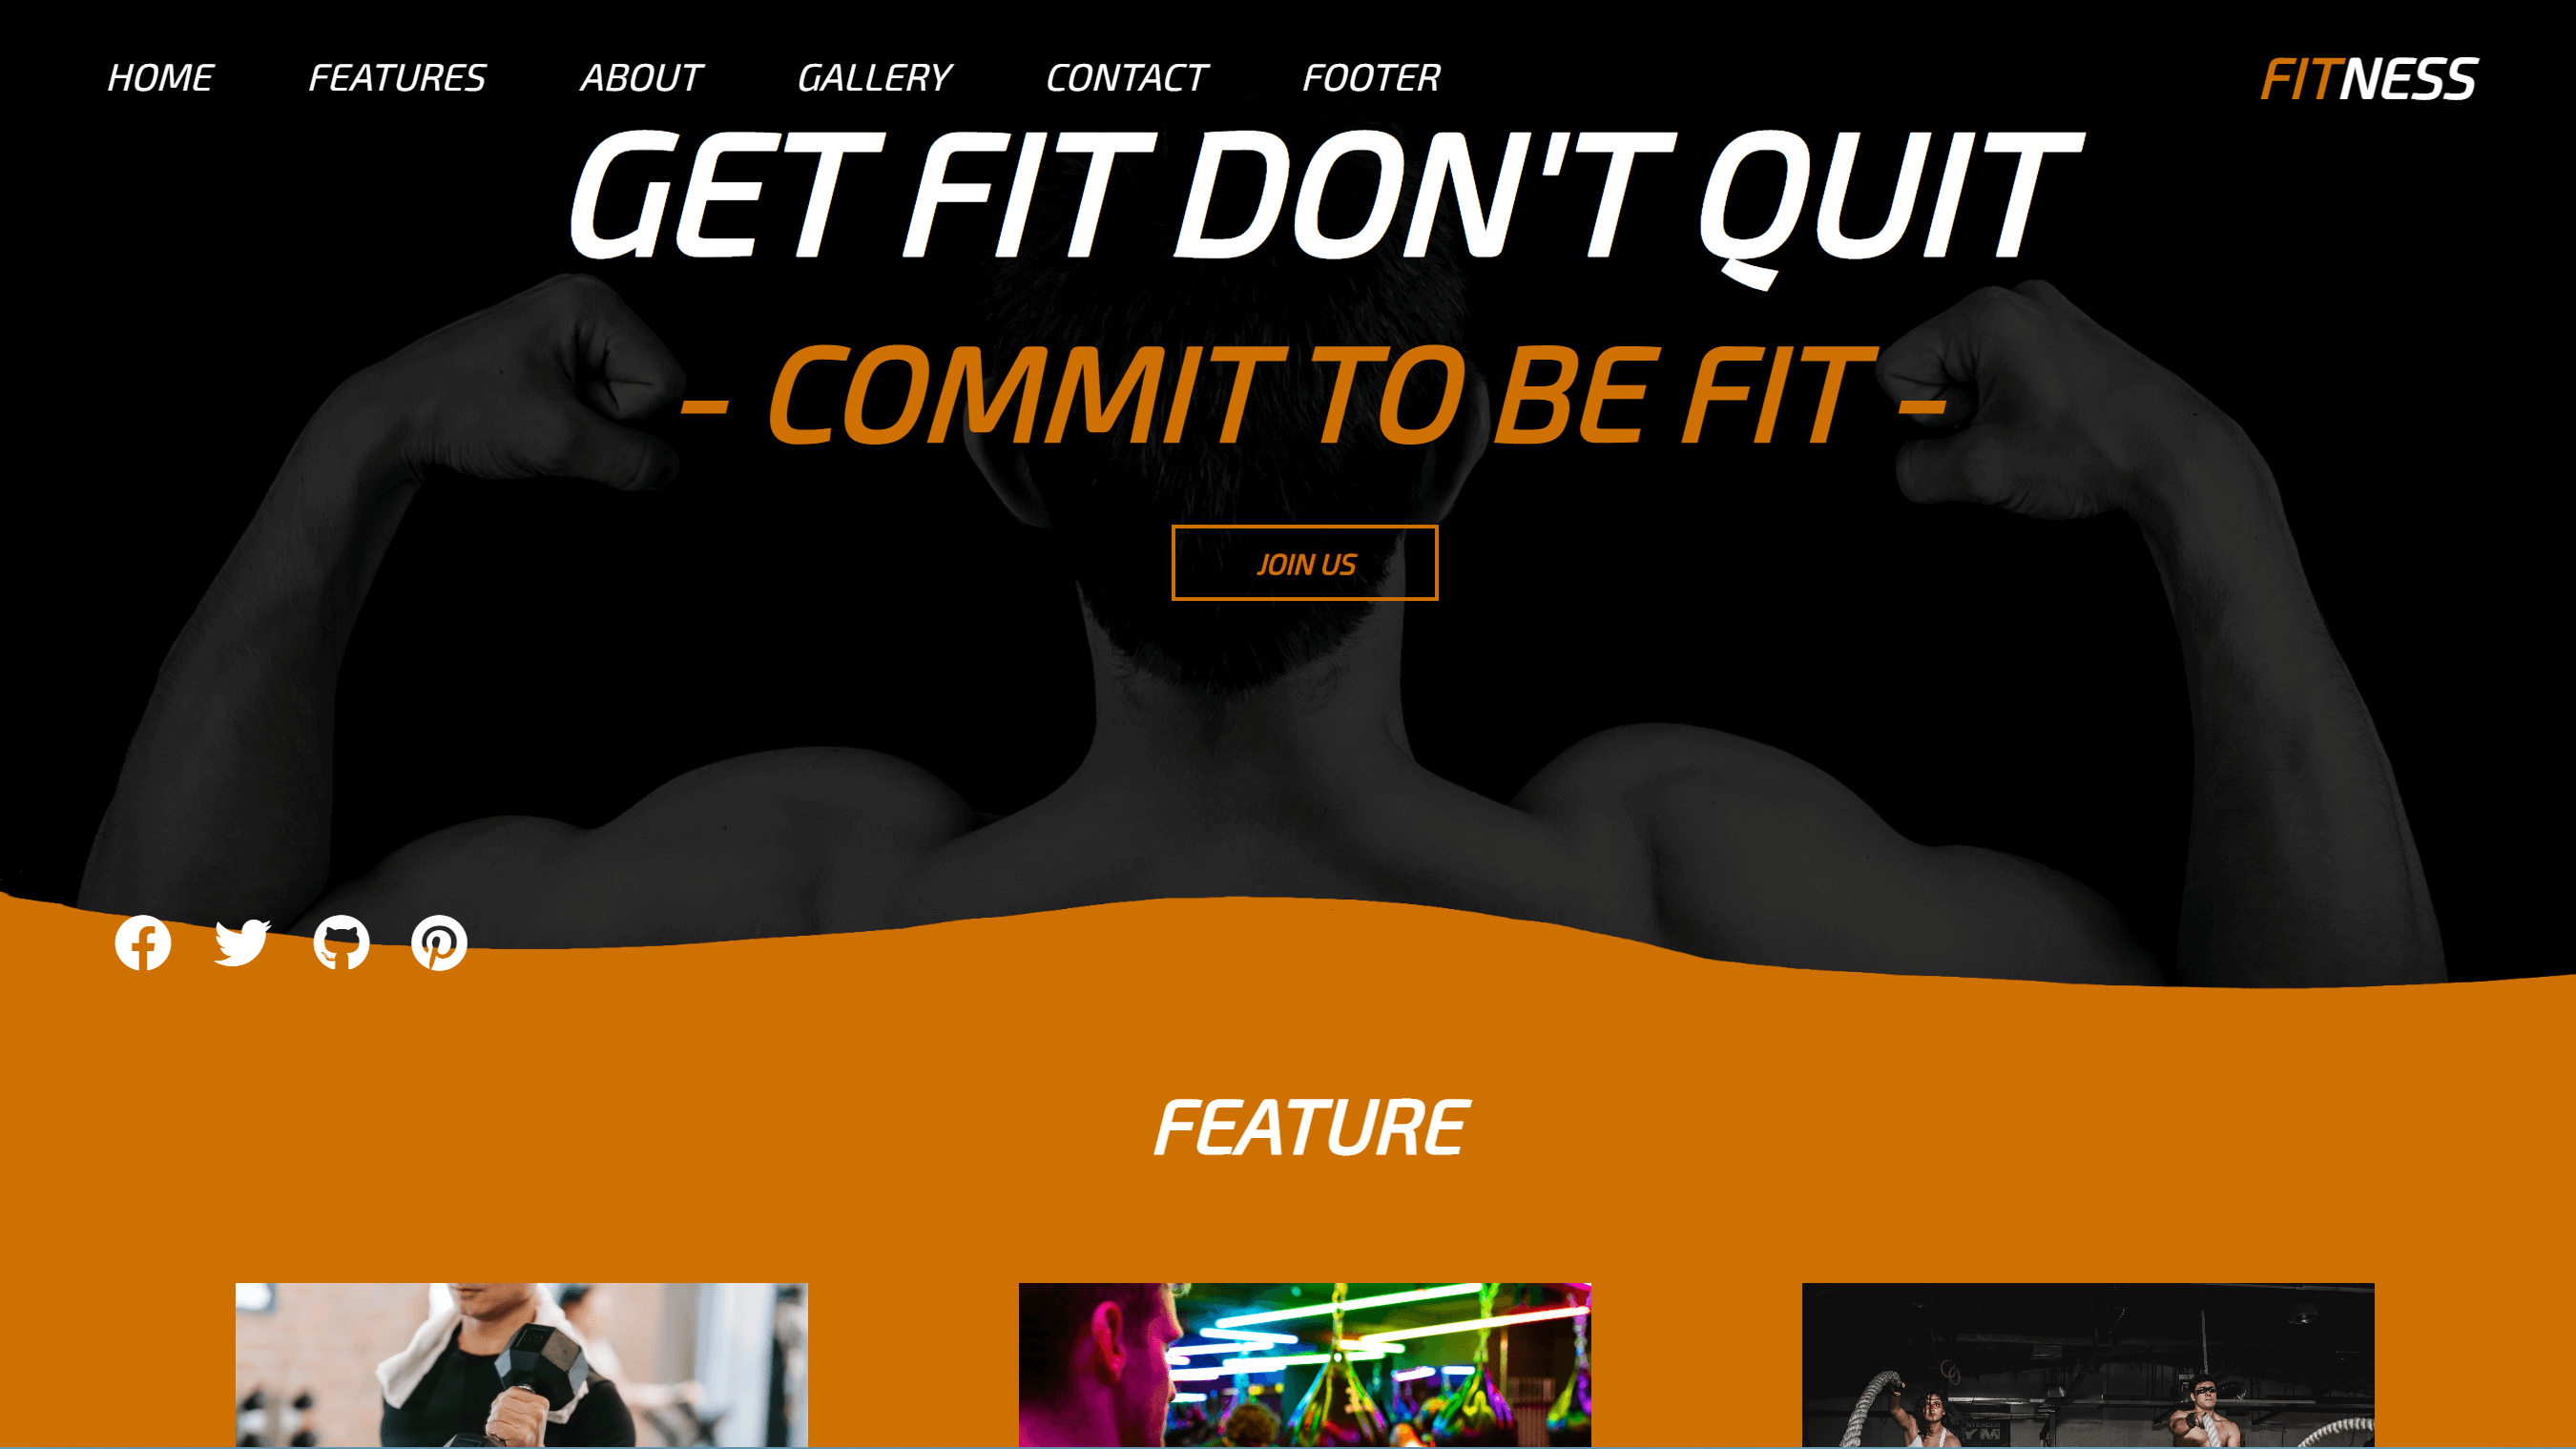 HOME FEATURES ABOUT GALLERY CONTACT FOOTER FITNESS
GET FIT DON'T QUIT
- COMMIT TO BE FIT -
JOIN US
FEATURE